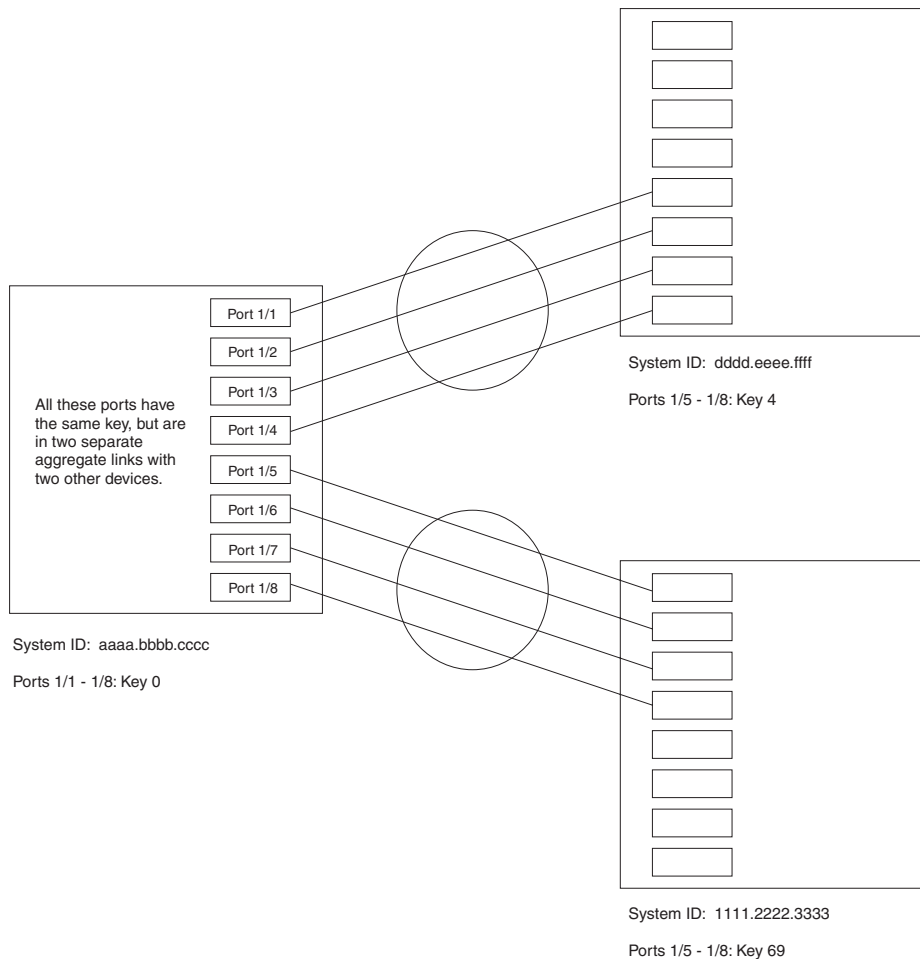 System ID: dddd.eeee.ffff
Ports 1/5 - 1/8: Key 4
Port 1/1
Port 1/2
Port 1/3
Port 1/4
Port 1/5
Port 1/6
Port 1/7
Port 1/8
All these ports have
the same key, but are
in two separate
aggregate links with
two other devices.
System ID: aaaa.bbbb.cccc
Ports 1/1 - 1/8: Key 0
System ID: 1111.2222.3333
Ports 1/5 - 1/8: Key 69